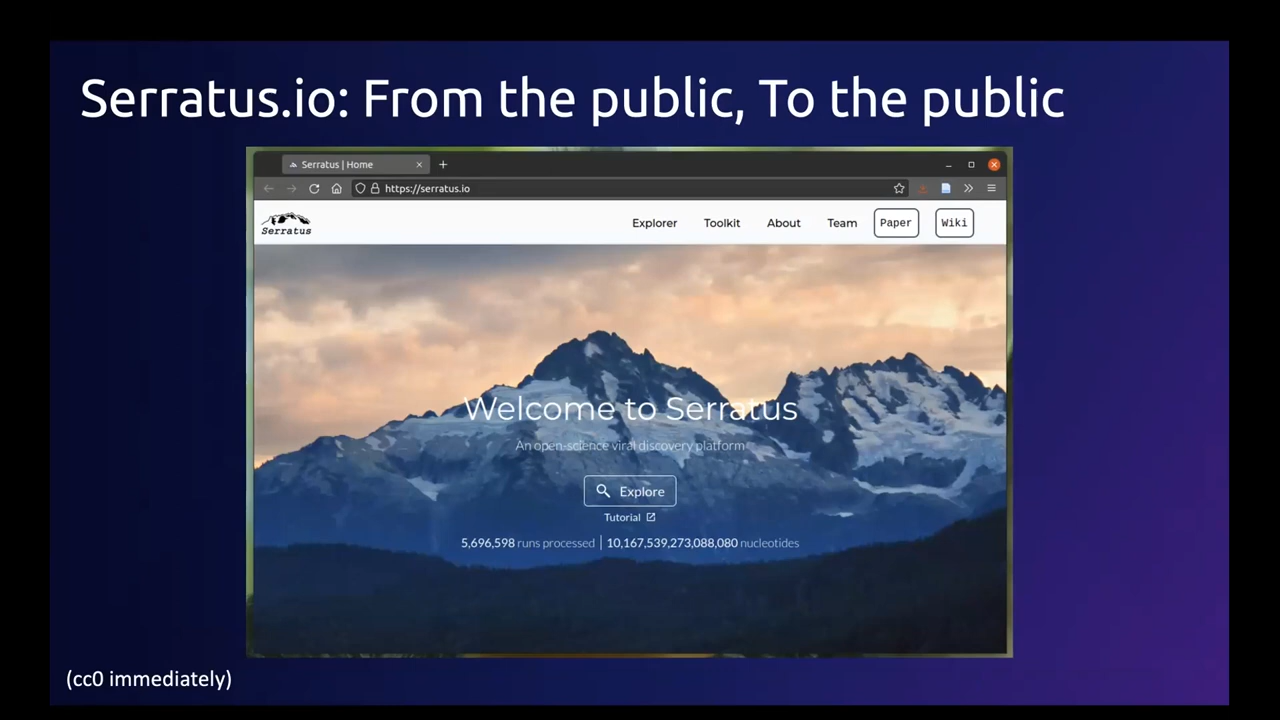 Serratus.io: From the public, To the public
Serratus | Home
https://serratus.io
Serratus
Explorer Toolkit About Team Paper Wiki
Welcome to Serratus
An open-science viral discovery platform
Explore
Tutorial
5,696,598 runs processed | 10,167,539,273,088,080 nucleotides
(cc0 immediately)